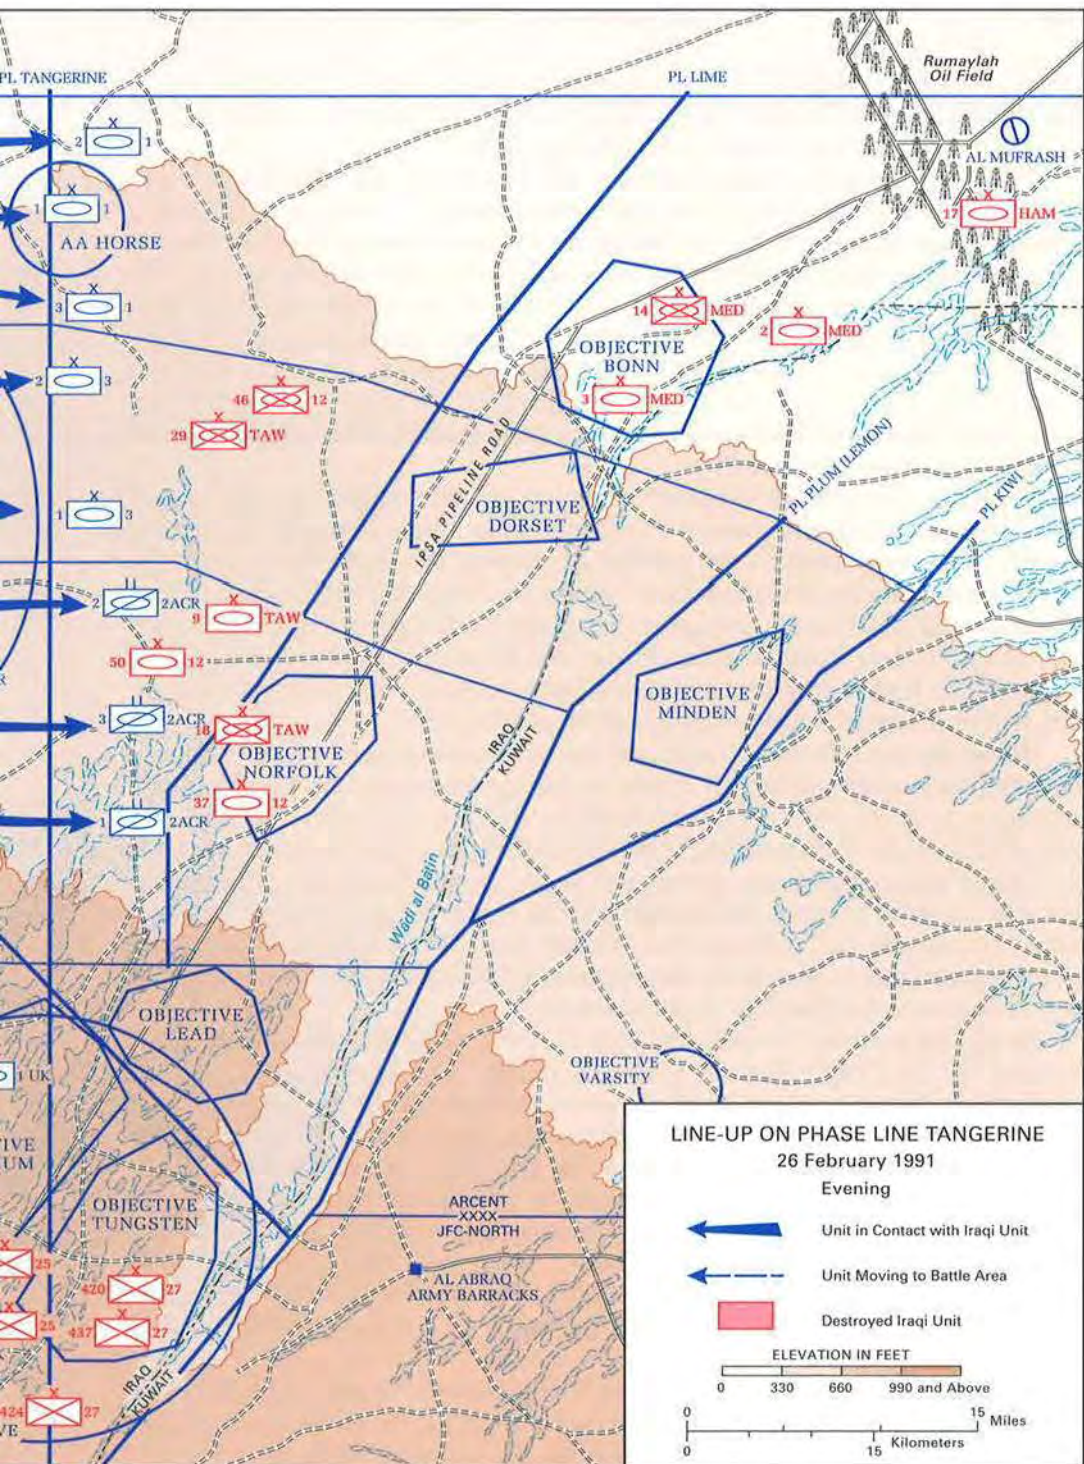 PL TANGERINE
PL LIME
Rumaylah
Oil Field
AL MUFRASH
X
2 1
X
1 1
AA HORSE
X
17 HAM
X
3 1
X
14 MED
X
2 MED
OBJECTIVE
BONN
X
3 MED
X
2 3
X
46 12
X
29 TAW
IPSA PIPELINE ROAD
PL PLUM (LEMON)
PL KIWI
X
1 3
OBJECTIVE
DORSET
2 2ACR
X
9 TAW
X
50 12
3 2ACR
X
18 TAW
OBJECTIVE
NORFOLK
X
37 12
1 2ACR
OBJECTIVE
MINDEN
IRAQ
KUWAIT
Wadi al Bāṭin
OBJECTIVE
LEAD
1 UK
OBJECTIVE
VARSITY
IVE
UM
OBJECTIVE
TUNGSTEN
X
25
X
420 27
X
25
X
437 27
X
424 27
VE
IRAQ
KUWAIT
ARCENT
XXXX
JFC-NORTH
AL ABRAQ
ARMY BARRACKS
LINE-UP ON PHASE LINE TANGERINE
26 February 1991
Evening
Unit in Contact with Iraqi Unit
Unit Moving to Battle Area
Destroyed Iraqi Unit
ELEVATION IN FEET
0 330 660 990 and Above
0 15 Miles
0 15 Kilometers